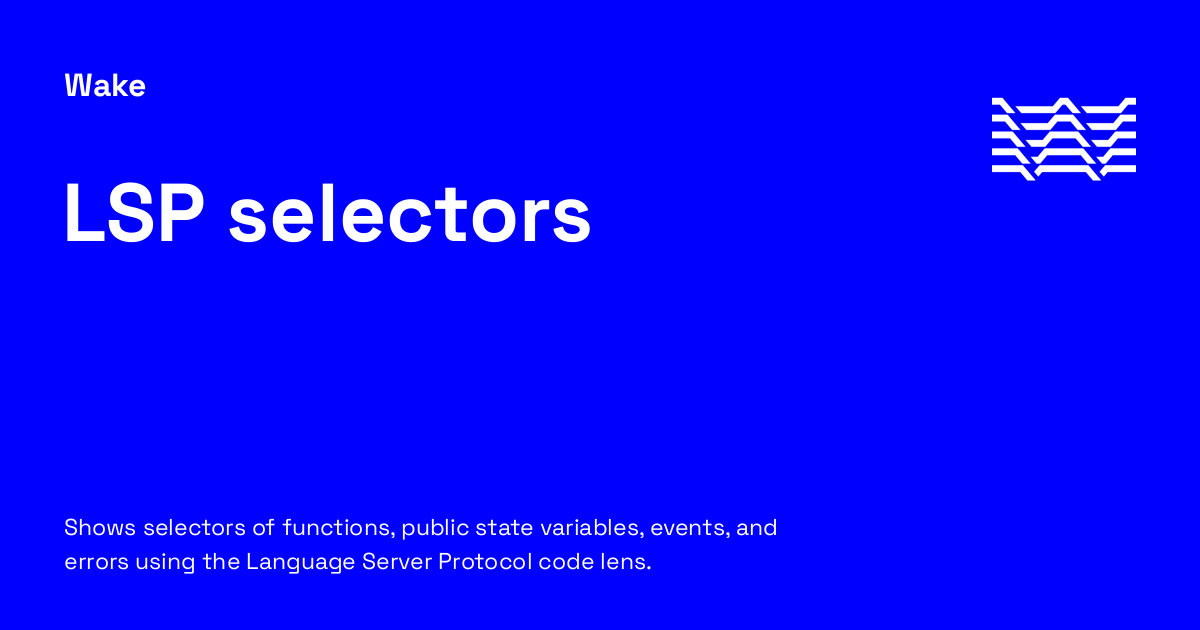 Wake
LSP selectors
Shows selectors of functions, public state variables, events, and
errors using the Language Server Protocol code lens.